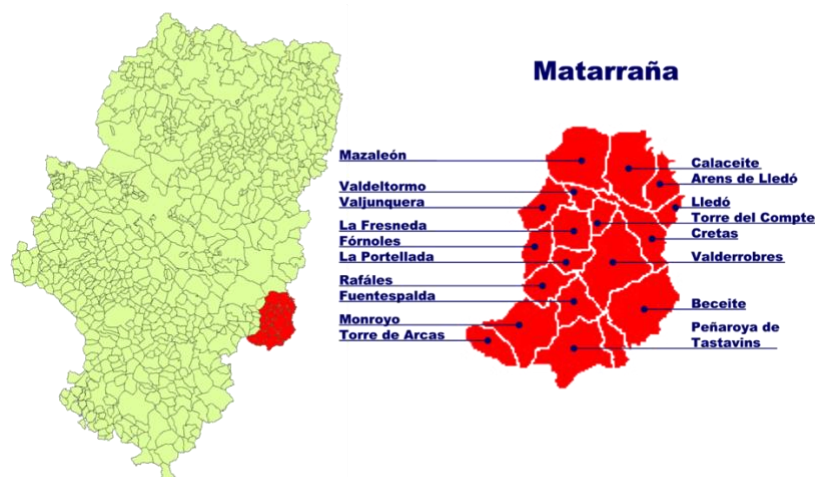 Matarraña
Mazaleón
Valdeltormo
Valjunquera
La Fresneda
Fórnoles
La Portellada
Rafáles
Fuentespalda
Monroyo
Torre de Arcas
Calaceite
Arens de Lledó
Lledó
Torre del Compte
Cretas
Valderrobres
Beceite
Peñaroya de
Tastavins